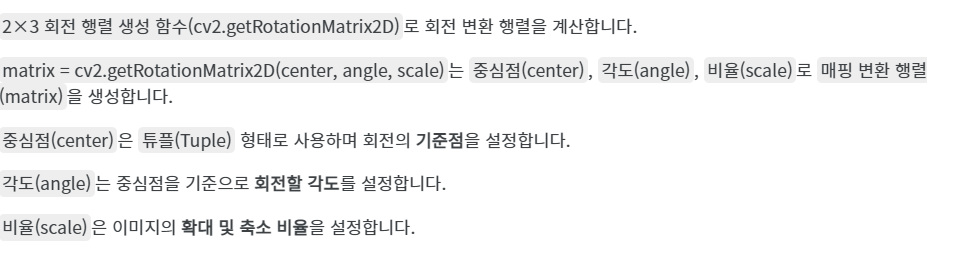 2×3 회전 행렬 생성 함수(cv2.getRotationMatrix2D)로 회전 변환 행렬을 계산합니다.
matrix = cv2.getRotationMatrix2D(center, angle, scale)는 중심점(center), 각도(angle), 비율(scale)로 매핑 변환 행렬
(matrix)을 생성합니다.
중심점(center)은 튜플(Tuple) 형태로 사용하며 회전의 기준점을 설정합니다.
각도(angle)는 중심점을 기준으로 회전할 각도를 설정합니다.
비율(scale)은 이미지의 확대 및 축소 비율을 설정합니다.